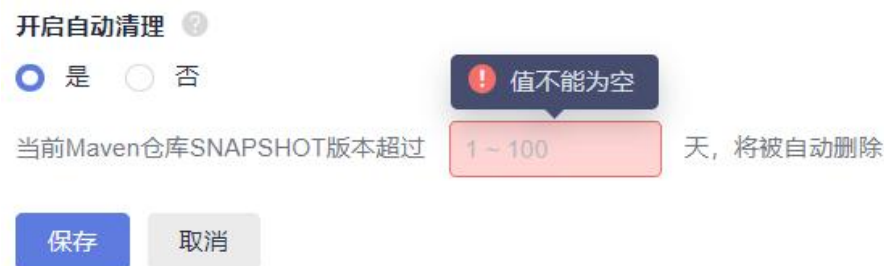 开启自动清理
是 否
值不能为空
当前Maven仓库SNAPSHOT版本超过 1 ~ 100 天，将被自动删除
保存 取消